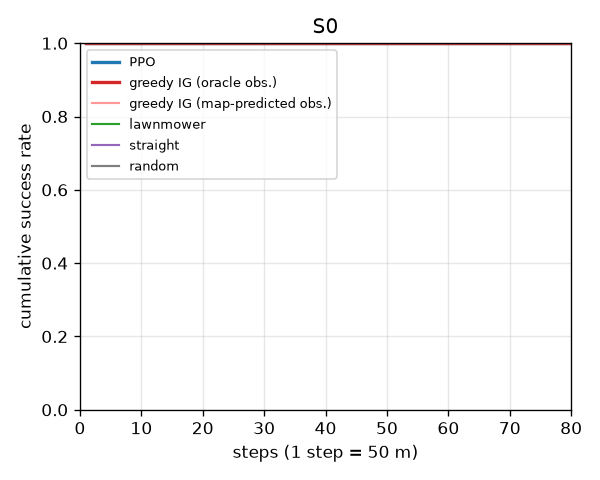 S0
1.0
0.8
0.6
0.4
0.2
0.0
cumulative success rate
PPO
greedy IG (oracle obs.)
greedy IG (map-predicted obs.)
lawnmower
straight
random
0 10 20 30 40 50 60 70 80
steps (1 step = 50 m)